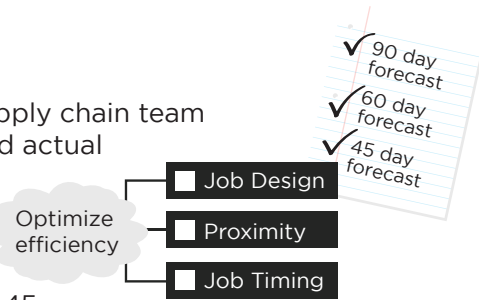 90 day
forecast
60 day
forecast
45 day
forecast
chain team
actual
Job Design
Optimize
efficiency
Proximity
Job Timing